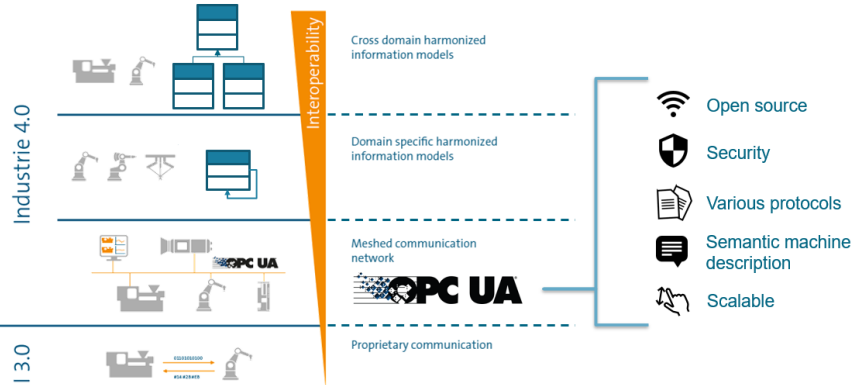 Industrie 4.0
I 3.0
Interoperability
Cross domain harmonized
information models
Domain specific harmonized
information models
Meshed communication
network
OPC UA
OPC UA
Proprietary communication
01101010100
Open source
Security
Various protocols
Semantic machine
description
Scalable